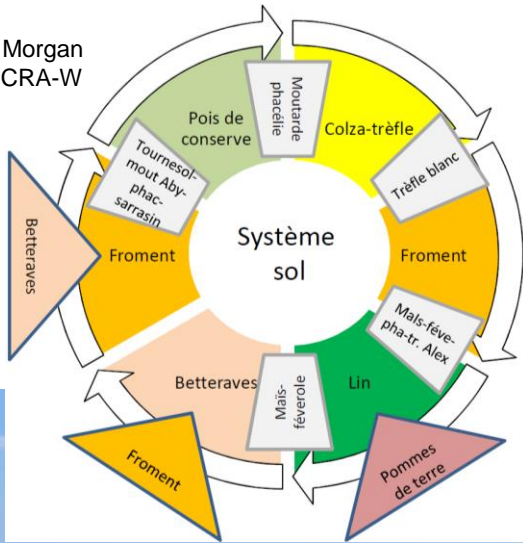 Morgan
CRA-W
Moutarde
phacélie
Pois de
conserve
Colza-trèfle
Tournesol-
mout Aby-
phac-
sarrasin
Trèfle blanc
Betteraves
Froment
Système
sol
Froment
Maïs-féve-
pha-tr. Alex
Betteraves
Maïs-
féverole
Lin
Froment
Pommes
de terre